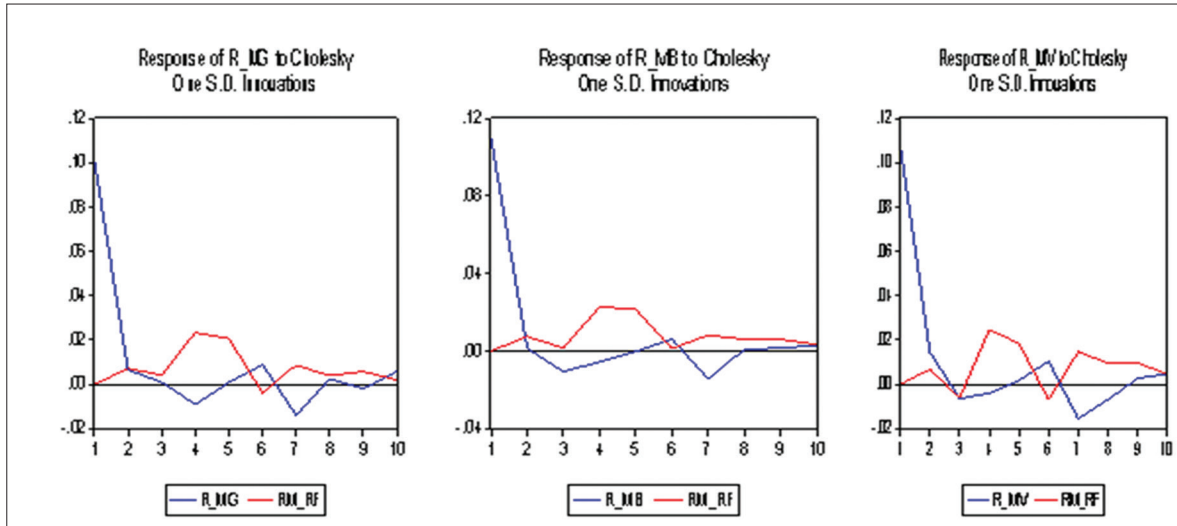 Response of R_MG to Cholesky
One S.D. Innovations
.12
.10
.08
.06
.04
.02
.00
-.02
1 2 3 4 5 6 7 8 9 10
R_MG RM_RF
Response of R_MB to Cholesky
One S.D. Innovations
.12
.08
.04
.00
-.04
1 2 3 4 5 6 7 8 9 10
R_MB RM_RF
Response of R_MV to Cholesky
One S.D. Innovations
.12
.10
.08
.06
.04
.02
.00
-.02
1 2 3 4 5 6 7 8 9 10
R_MV RM_RF